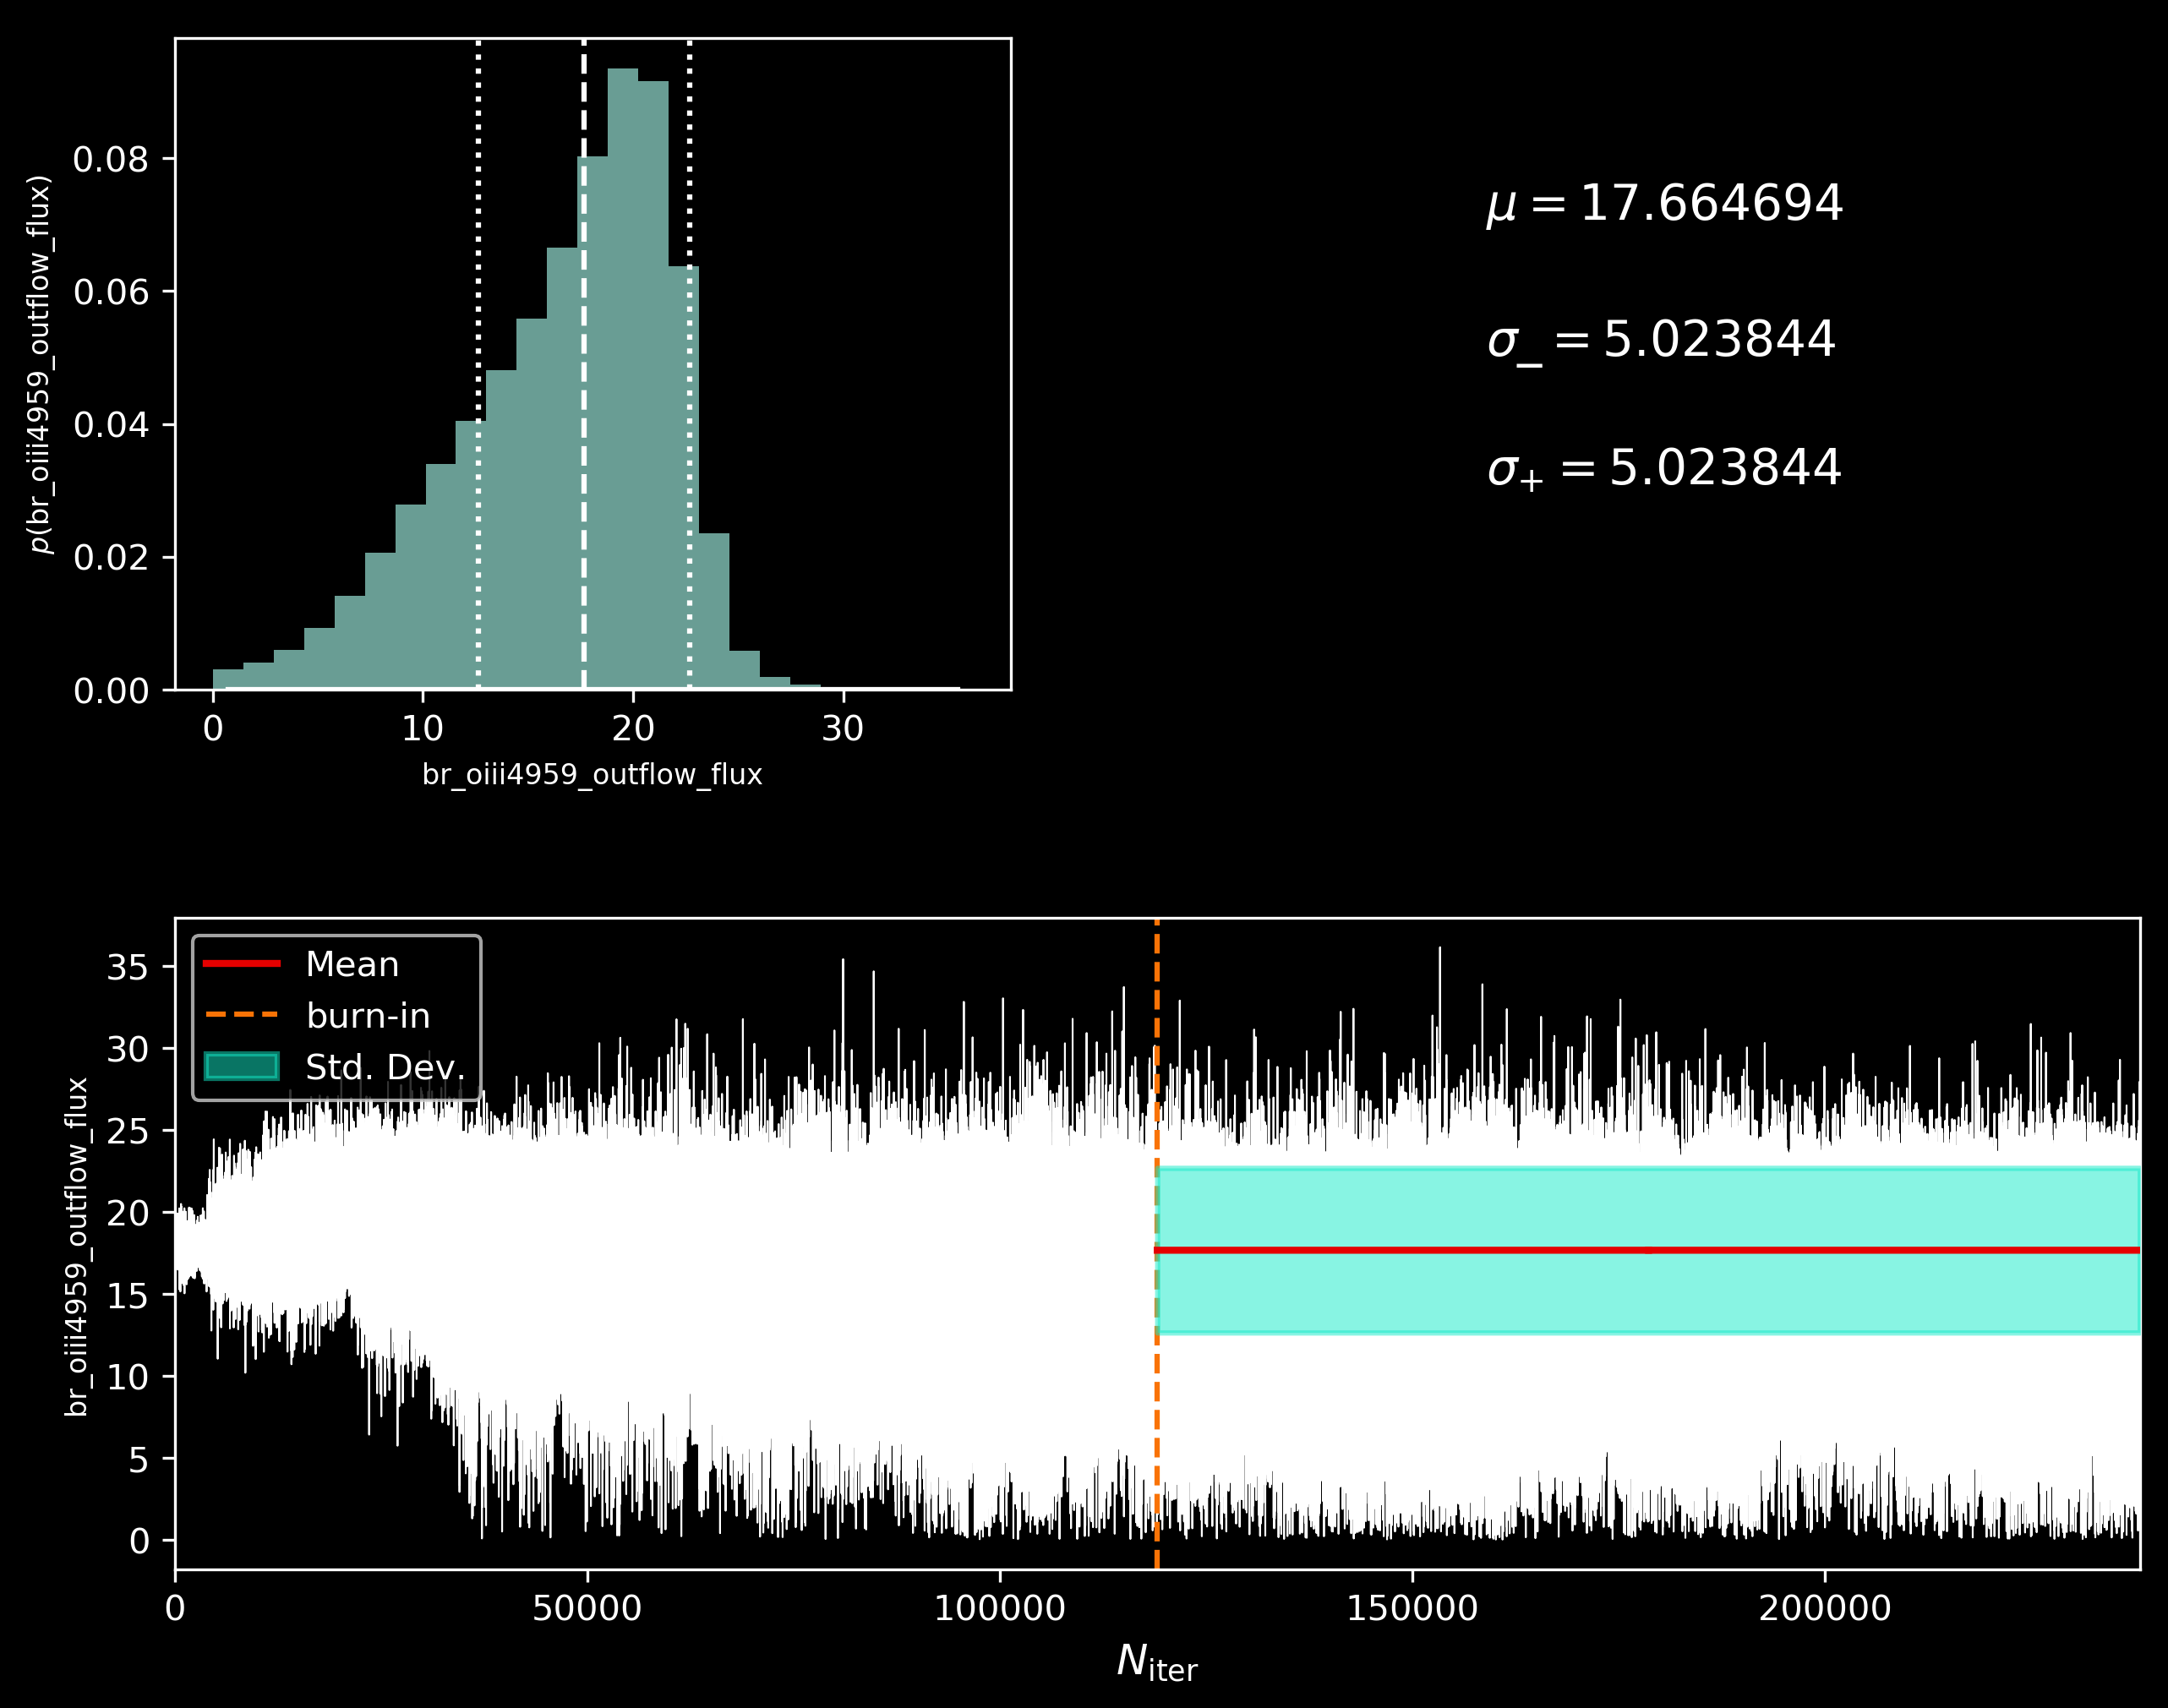 p(br_oiii4959_outflow_flux)
0.08
0.06
0.04
0.02
0.00
0 10 20 30
br_oiii4959_outflow_flux
μ = 17.664694
σ_ = 5.023844
σ+ = 5.023844
br_oiii4959_outflow_flux
35
30
25
20
15
10
5
0
Mean
burn-in
Std. Dev.
0 50000 100000 150000 200000
Niter